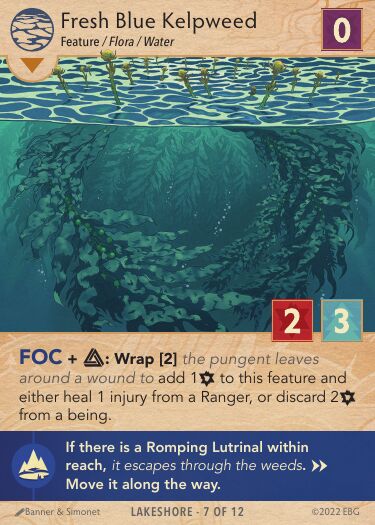 Fresh Blue Kelpweed
Feature / Flora / Water
0
2 3
FOC + : Wrap [2] the pungent leaves
around a wound to add 1 to this feature and
either heal 1 injury from a Ranger, or discard 2
from a being.
If there is a Romping Lutrinal within
reach, it escapes through the weeds.
Move it along the way.
Banner & Simonet
LAKESHORE - 7 OF 12
©2022 EBG